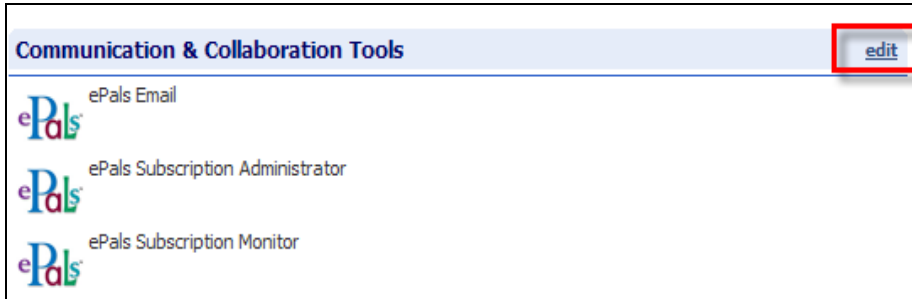 Communication & Collaboration Tools edit
ePals Email
ePals
ePals Subscription Administrator
ePals
ePals Subscription Monitor
ePals